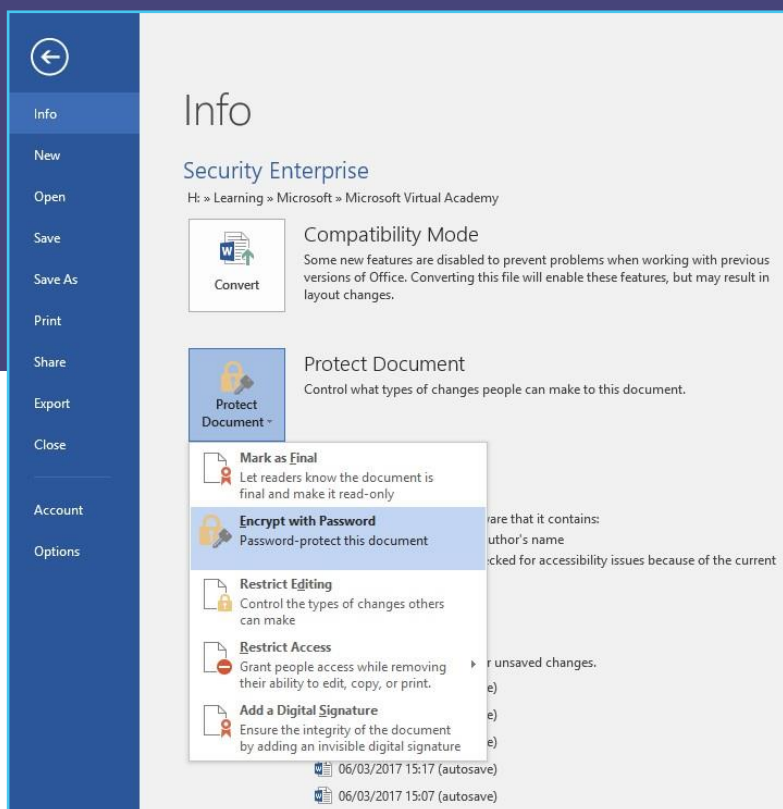 Info
New
Open
Save
Save As
Print
Share
Export
Close
Account
Options
Info
Security Enterprise
H: » Learning » Microsoft » Microsoft Virtual Academy
Convert
Compatibility Mode
Some new features are disabled to prevent problems when working with previous
versions of Office. Converting this file will enable these features, but may result in
layout changes.
Protect
Document
Protect Document
Control what types of changes people can make to this document.
Mark as Final
Let readers know the document is
final and make it read-only
Encrypt with Password
Password-protect this document
Restrict Editing
Control the types of changes others
can make
Restrict Access
Grant people access while removing
their ability to edit, copy, or print.
Add a Digital Signature
Ensure the integrity of the document
by adding an invisible digital signature
that it contains:
name
for accessibility issues because of the current
unsaved changes.
06/03/2017 15:17 (autosave)
06/03/2017 15:07 (autosave)